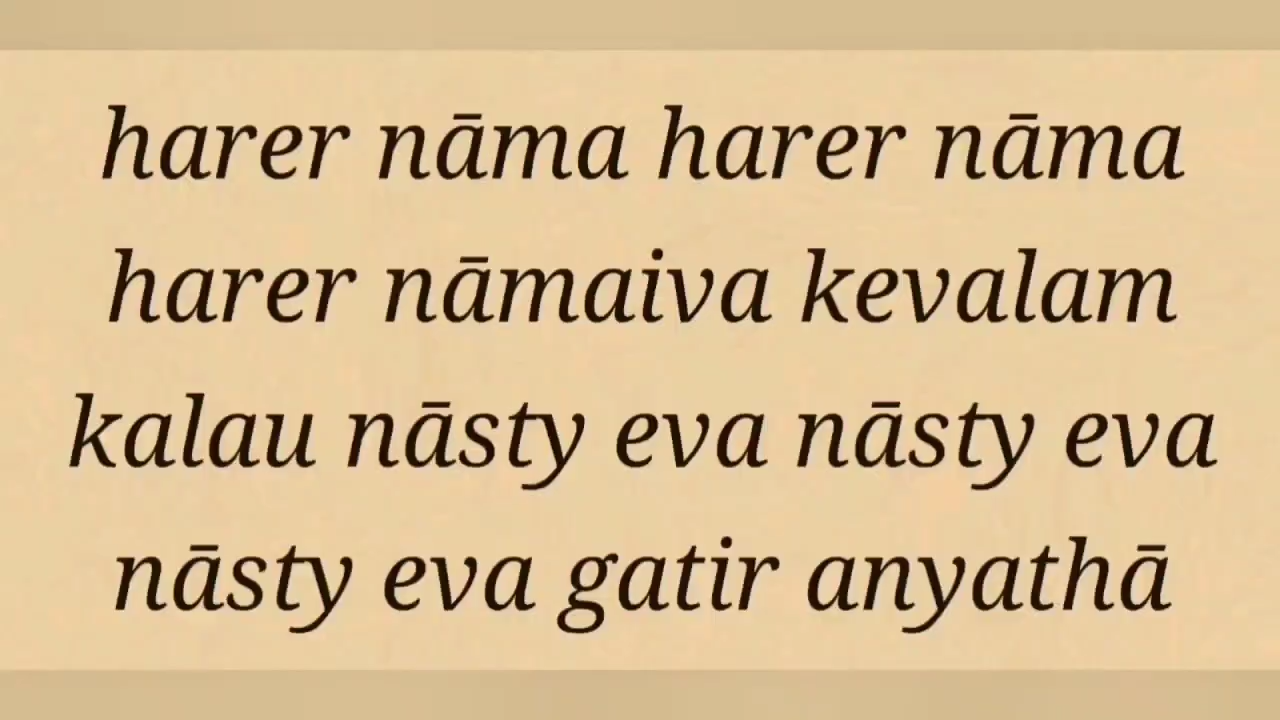 harer nāma harer nāma
harer nāmaiva kevalam
kalau nāsty eva nāsty eva
nāsty eva gatir anyathā